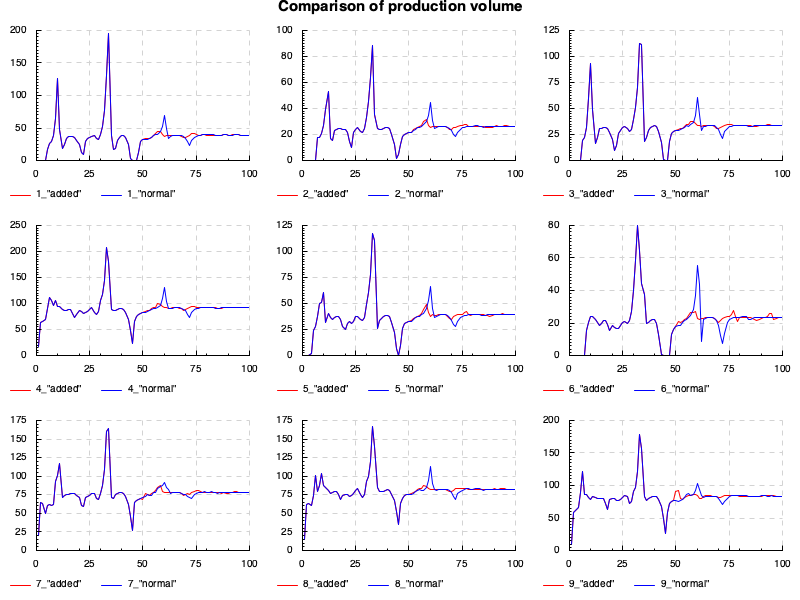 Comparison of production volume
200
150
100
50
0
0 25 50 75 100
1_"added" 1_"normal"
100
80
60
40
20
0
0 25 50 75 100
2_"added" 2_"normal"
125
100
75
50
25
0
0 25 50 75 100
3_"added" 3_"normal"
250
200
150
100
50
0
0 25 50 75 100
4_"added" 4_"normal"
125
100
75
50
25
0
0 25 50 75 100
5_"added" 5_"normal"
80
60
40
20
0
0 25 50 75 100
6_"added" 6_"normal"
175
150
125
100
75
50
25
0
0 25 50 75 100
7_"added" 7_"normal"
175
150
125
100
75
50
25
0
0 25 50 75 100
8_"added" 8_"normal"
200
150
100
50
0
0 25 50 75 100
9_"added" 9_"normal"